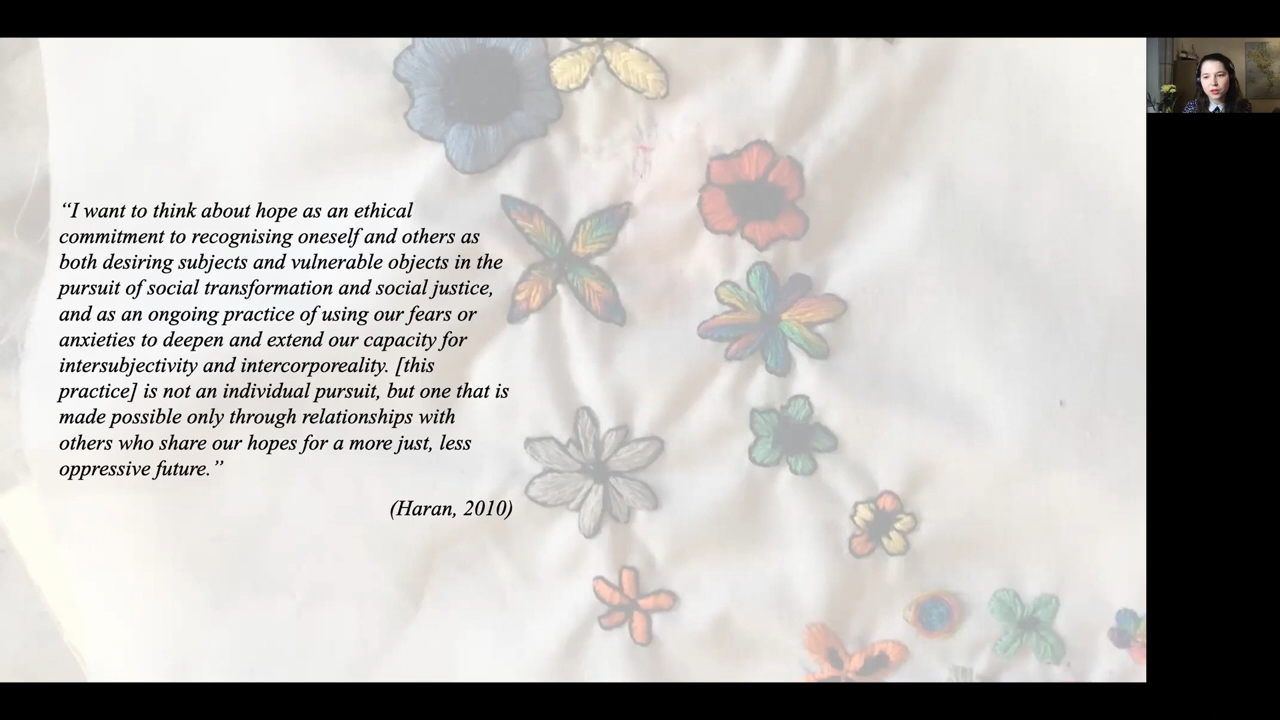 “I want to think about hope as an ethical
commitment to recognising oneself and others as
both desiring subjects and vulnerable objects in the
pursuit of social transformation and social justice,
and as an ongoing practice of using our fears or
anxieties to deepen and extend our capacity for
intersubjectivity and intercorporeality. [this
practice] is not an individual pursuit, but one that is
made possible only through relationships with
others who share our hopes for a more just, less
oppressive future.”
(Haran, 2010)